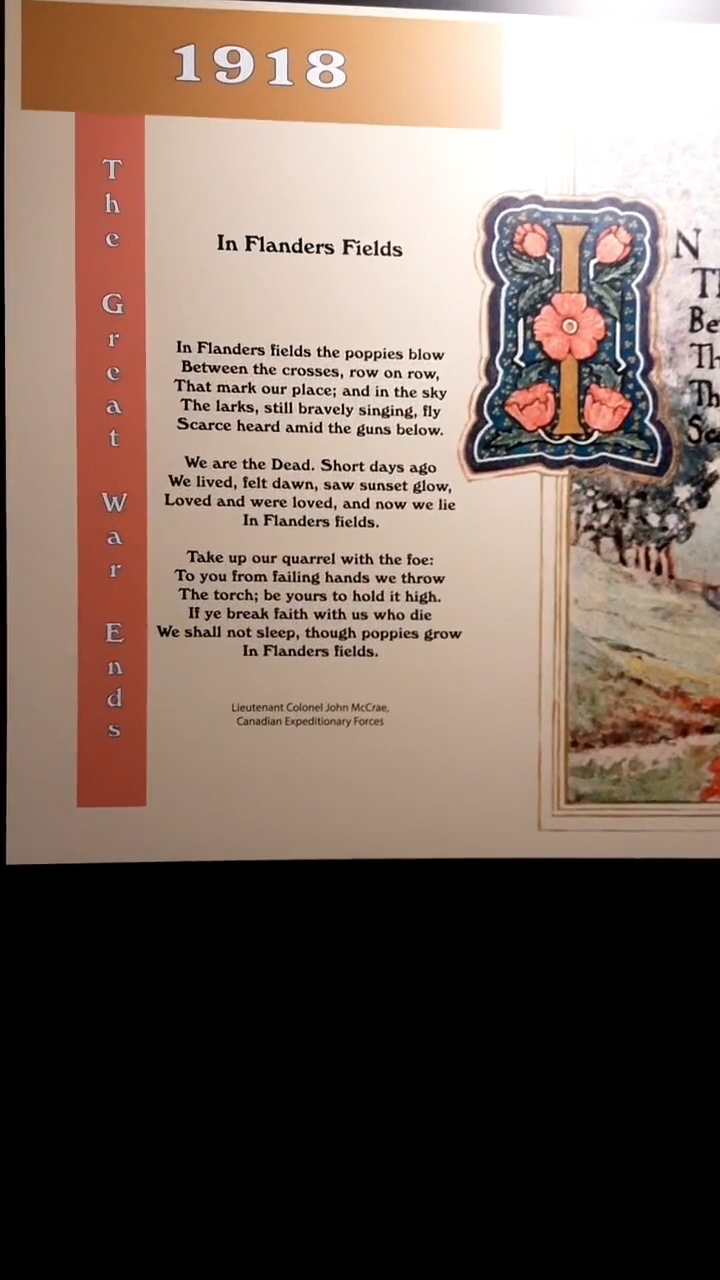 1918
The Great War Ends
In Flanders Fields
In Flanders fields the poppies blow
Between the crosses, row on row,
That mark our place; and in the sky
The larks, still bravely singing, fly
Scarce heard amid the guns below.
We are the Dead. Short days ago
We lived, felt dawn, saw sunset glow,
Loved and were loved, and now we lie
In Flanders fields.
Take up our quarrel with the foe:
To you from failing hands we throw
The torch; be yours to hold it high.
If ye break faith with us who die
We shall not sleep, though poppies grow
In Flanders fields.
Lieutenant Colonel John McCrae,
Canadian Expeditionary Forces
IN